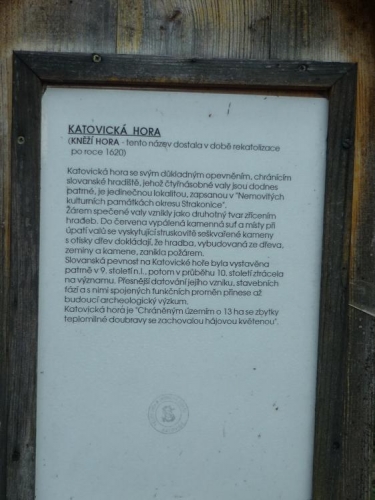 KATOVICKÁ HORA
(KNĚŽÍ HORA - tento název dostala v době rekatolizace
po roce 1620)
Katovická hora se svým důkladným opevněním, chránícím
slovanské hradiště, jehož čtyřnásobné valy jsou dodnes
patrné, je jedinečnou lokalitou, zapsanou v "Nemovitých
kulturních památkách okresu Strakonice".
Žárem spečené valy vznikly jako druhotný tvar zřícením
hradeb. Do červena vypálená kamenná suť a místy při
úpatí valů se vyskytující struskovitě seškvařené kameny
s otisky dřev dokládají, že hradba, vybudovaná ze dřeva,
zeminy a kamene, zanikla požárem.
Slovanská pevnost na Katovické hoře byla vystavěna
patrně v 9. století n.l., potom v průběhu 10. století ztrácela
na významu. Přesnější datování jejího vzniku, stavebních
fází a s nimi spojených funkčních proměn přinese až
budoucí archeologický výzkum.
Katovická hora je "Chráněným územím o 13 ha se zbytky
teplomilné doubravy se zachovalou hájovou květenou".